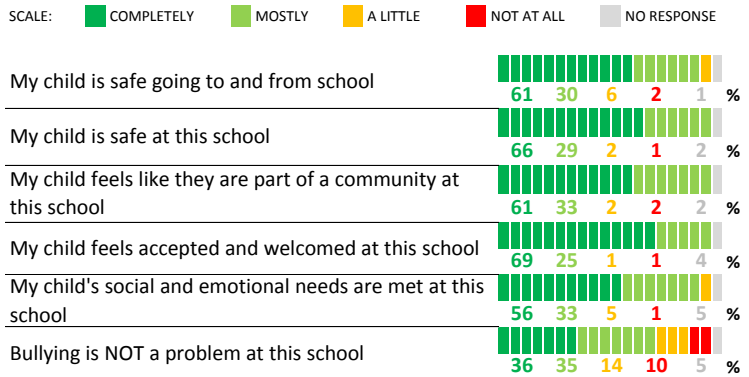 SCALE: COMPLETELY MOSTLY A LITTLE NOT AT ALL NO RESPONSE
My child is safe going to and from school
61 30 6 2 1 %
My child is safe at this school
66 29 2 1 2 %
My child feels like they are part of a community at
this school
61 33 2 2 2 %
My child feels accepted and welcomed at this school
69 25 1 1 4 %
My child's social and emotional needs are met at this
school
56 33 5 1 5 %
Bullying is NOT a problem at this school
36 35 14 10 5 %